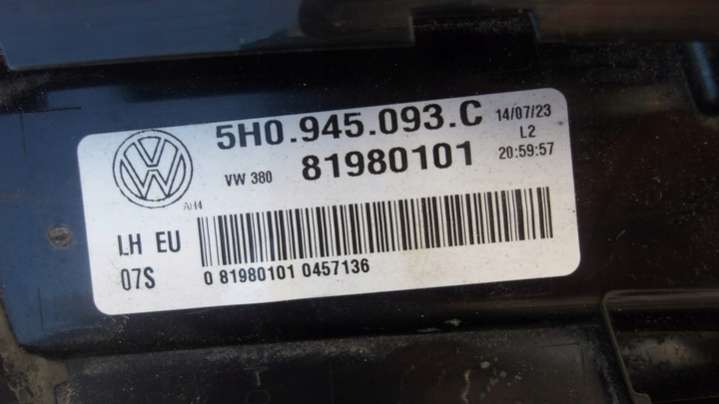 5H0.945.093.C 14/07/23
L2
VW 380 81980101 20:59:57
AH4
LH EU
07S 0 81980101 0457136